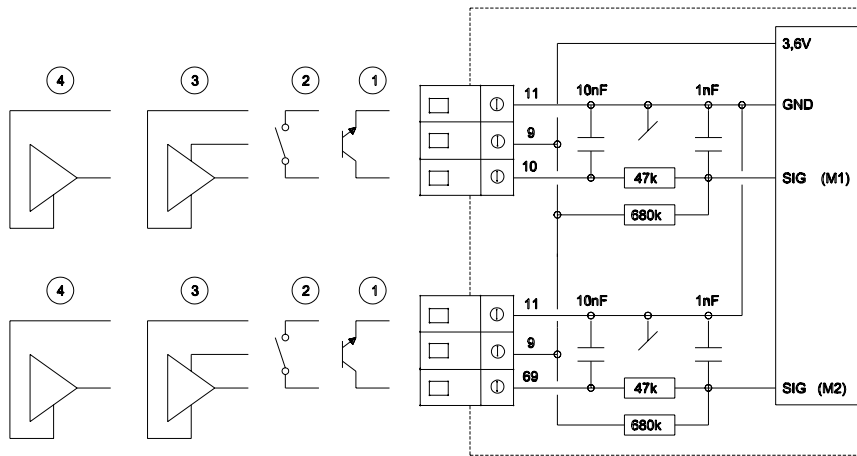 3,6V
4 3 2 1
11 10nF 1nF GND
9
10 47k SIG (M1)
680k
4 3 2 1
11 10nF 1nF
9
69 47k SIG (M2)
680k